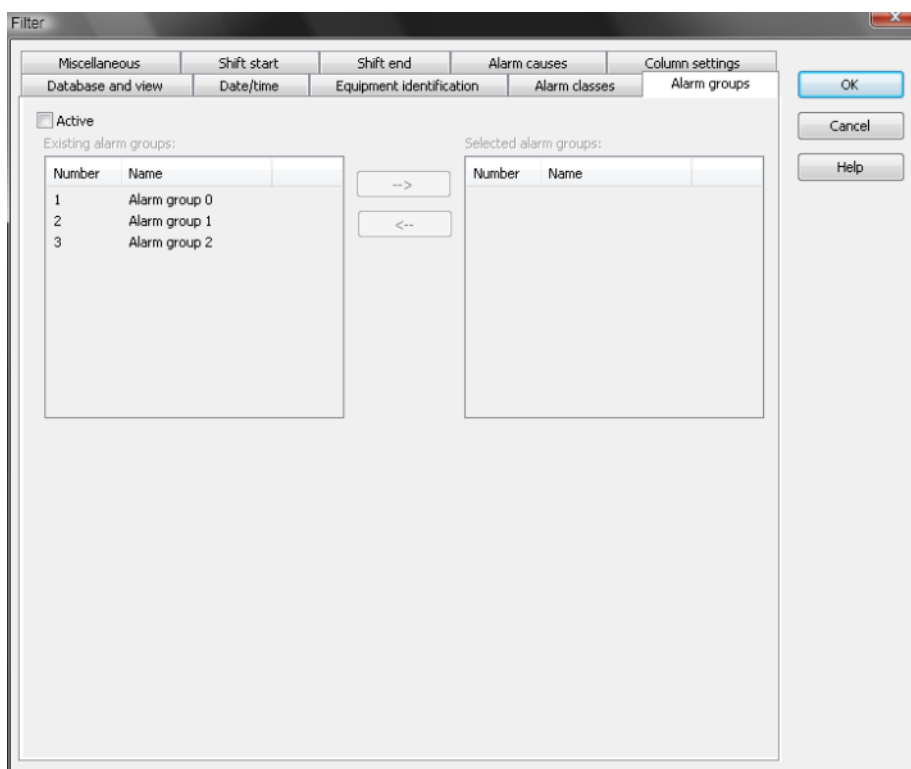 Filter
Miscellaneous Shift start Shift end Alarm causes Column settings
Database and view Date/time Equipment identification Alarm classes Alarm groups
OK
Active
Cancel
Existing alarm groups: Selected alarm groups:
Help
Number Name Number Name
-->
1 Alarm group 0
2 Alarm group 1
<--
3 Alarm group 2